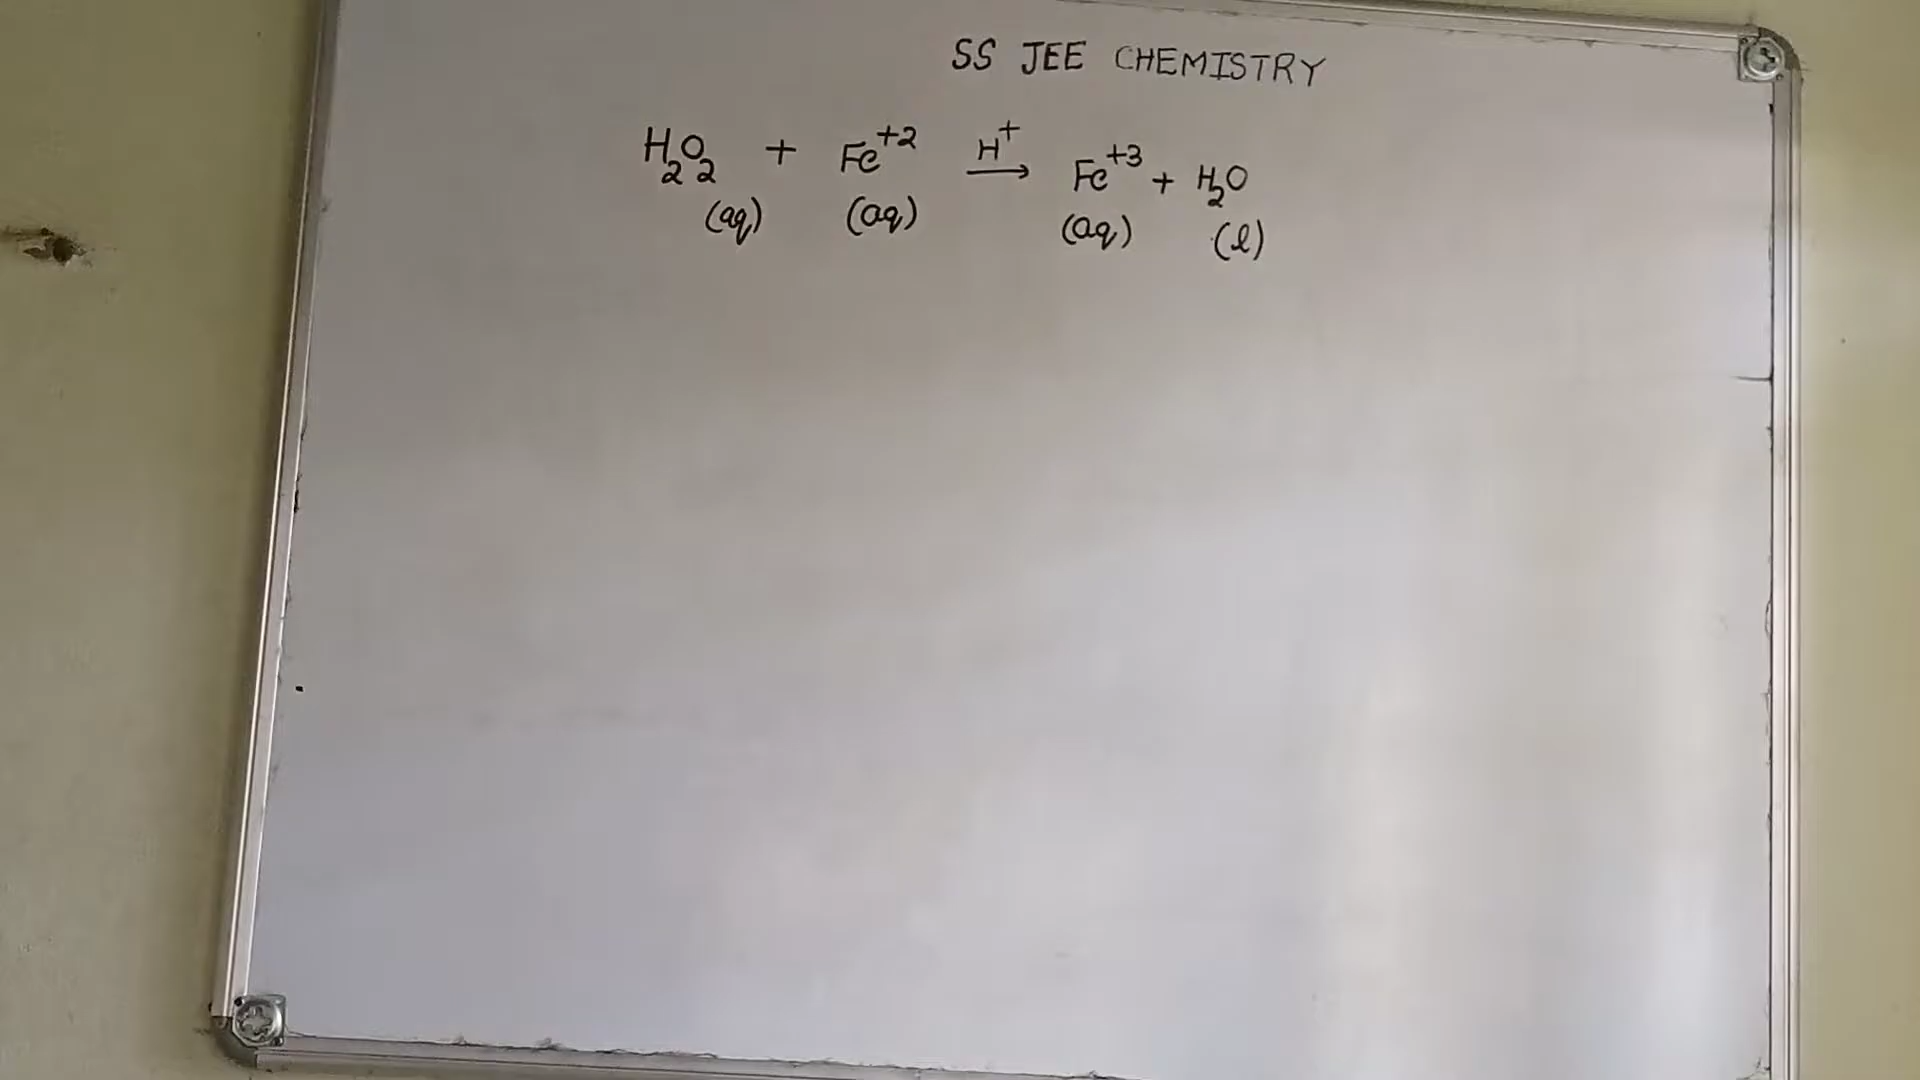 SS JEE CHEMISTRY
H₂O₂ + Fe⁺² H⁺→ Fe⁺³ + H₂O
(aq) (aq) (aq) (l)